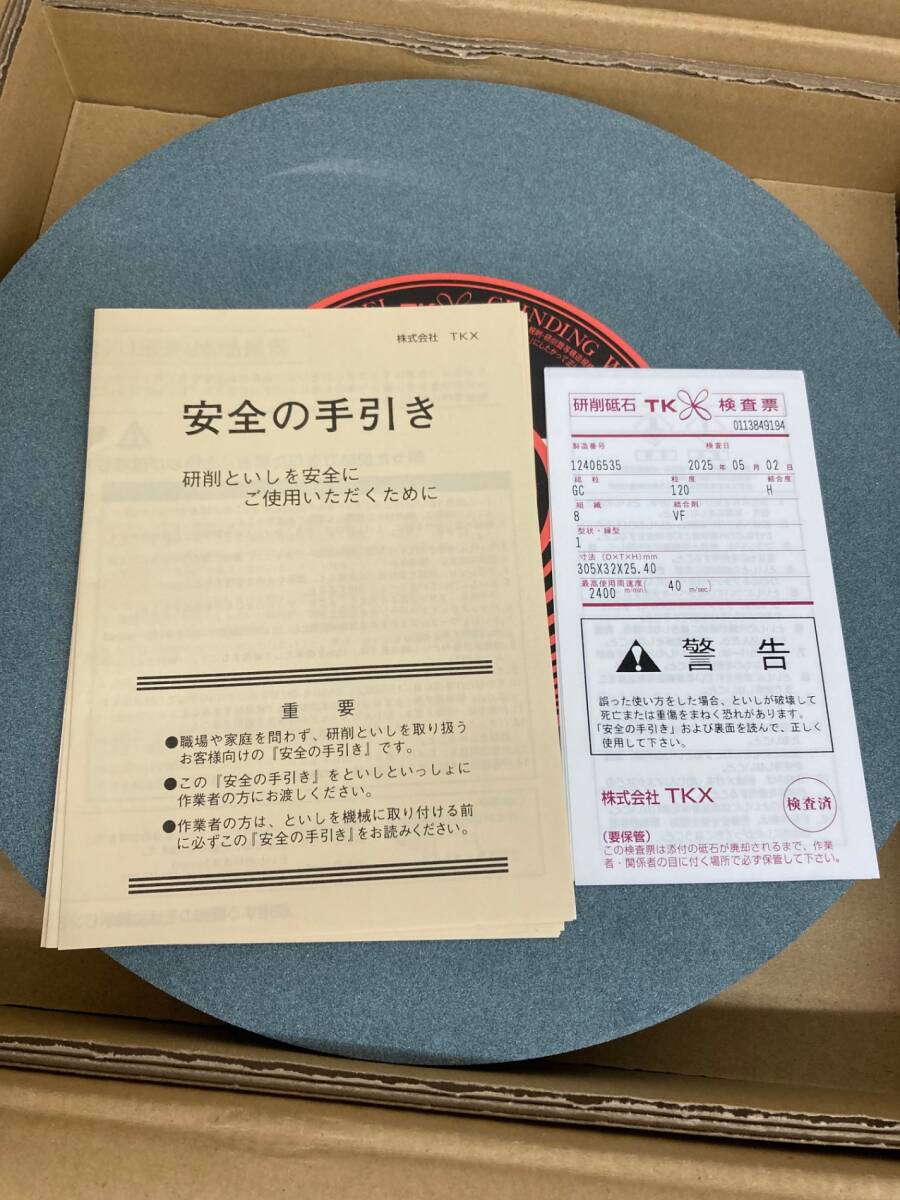 GRINDING
株式会社 TKX
安全の手引き
研削といしを安全に
ご使用いただくために
重 要
●職場や家庭を問わず、研削といしを取り扱う
お客様向けの『安全の手引き』です。
●この『安全の手引き』をといしといっしょに
作業者の方にお渡しください。
●作業者の方は、といしを機械に取り付ける前
に必ずこの『安全の手引き』をお読みください。
研削砥石 TKX 検査票
0113849194
製造番号 検査日
12406535 2025 年 05 月 02 日
砥粒 粒度 結合度
GC 120 H
組織 結合剤
8 VF
型状・縁型
1
寸法 (D×T×H)mm
305X32X25.40
最高使用周速度
2400 m/min( 40 m/sec)
警 告
誤った使い方をした場合、といしが破壊して
死亡または重傷をまねく恐れがあります。
「安全の手引き」および裏面を読んで、正しく
使用して下さい。
株式会社 TKX
検査済
(要保管)
この検査票は添付の砥石が廃却されるまで、作業
者・関係者の目に付く場所で必ず保管して下さい。